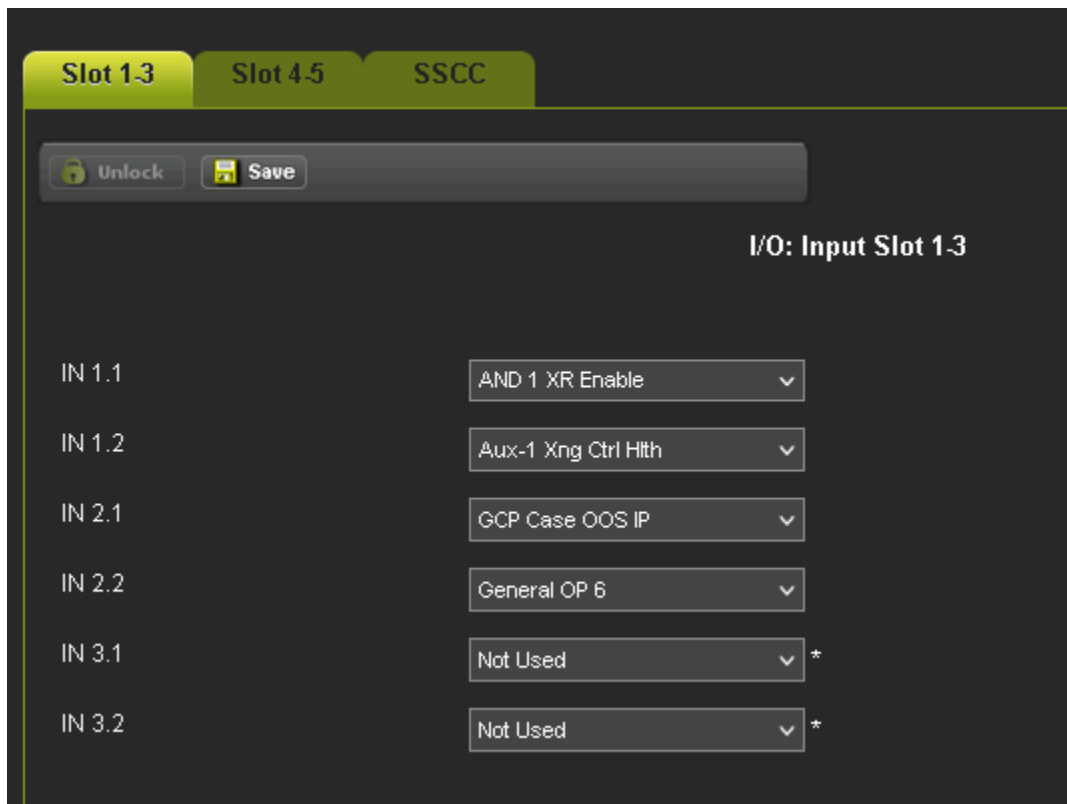 Slot 1-3 Slot 4-5 SSCC
Unlock Save
I/O: Input Slot 1-3
IN 1.1 AND 1 XR Enable
IN 1.2 Aux-1 Xng Ctrl Hlth
IN 2.1 GCP Case OOS IP
IN 2.2 General OP 6
IN 3.1 Not Used *
IN 3.2 Not Used *